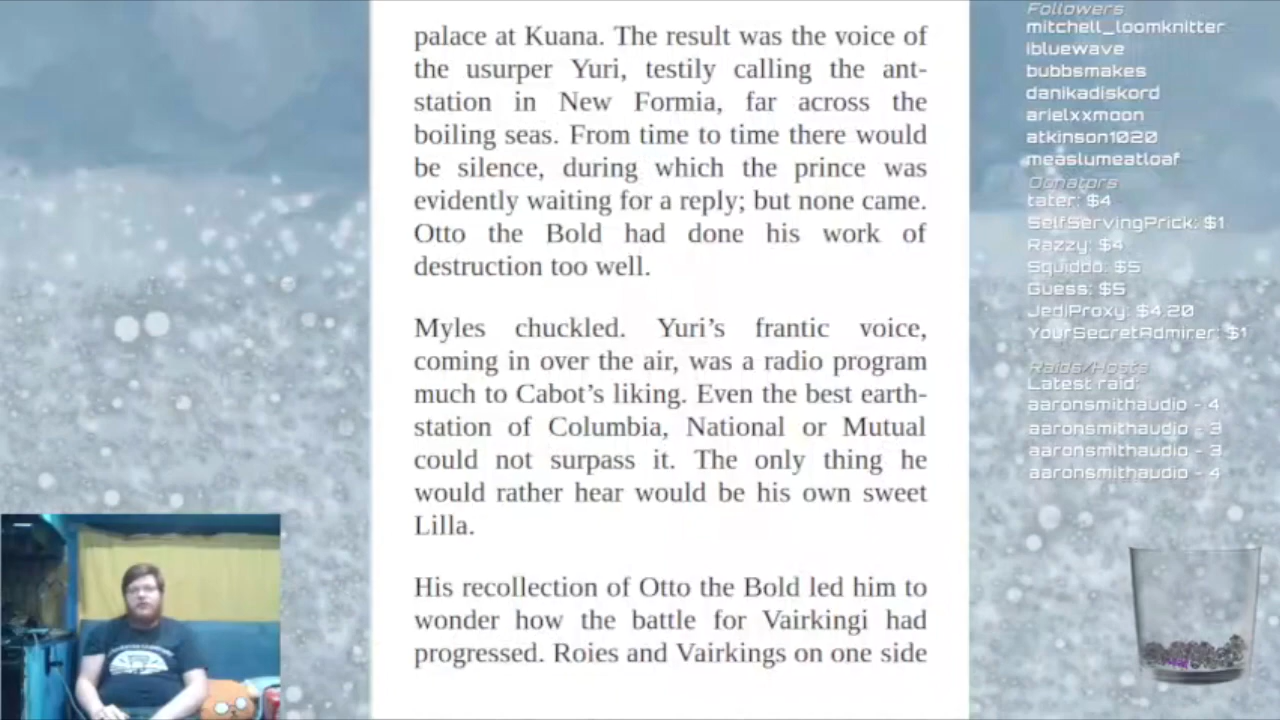 palace at Kuana. The result was the voice of
the usurper Yuri, testily calling the ant-
station in New Formia, far across the
boiling seas. From time to time there would
be silence, during which the prince was
evidently waiting for a reply; but none came.
Otto the Bold had done his work of
destruction too well.
Myles chuckled. Yuri’s frantic voice,
coming in over the air, was a radio program
much to Cabot’s liking. Even the best earth-
station of Columbia, National or Mutual
could not surpass it. The only thing he
would rather hear would be his own sweet
Lilla.
His recollection of Otto the Bold led him to
wonder how the battle for Vairkingi had
progressed. Roies and Vairkings on one side
Followers
mitchell_loomknitter
ibluewave
bubbsmakes
danikadiskord
arielxxmoon
atkinson1020
measlymeatloaf
Donators
tater: $4
SelfServingPrick: $1
Razzy: $4
Squiddo: $5
Guess: $5
JediProxy: $4.20
YourSecretAdmirer: $1
Raids/Hosts
Latest raid:
aaronsmithaudio - 4
aaronsmithaudio - 3
aaronsmithaudio - 3
aaronsmithaudio - 4